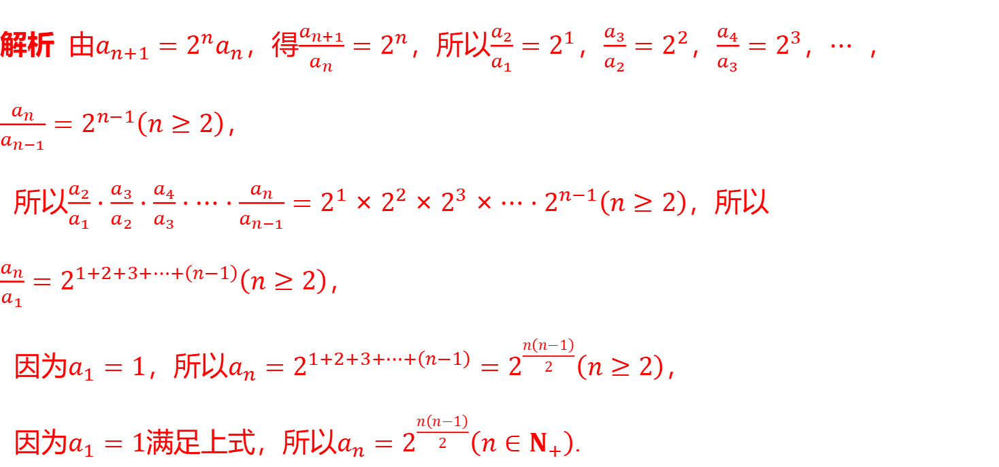 解析 由$a_{n+1}=2^n a_n$，得$\frac{a_{n+1}}{a_n}=2^n$，所以$\frac{a_2}{a_1}=2^1$，$\frac{a_3}{a_2}=2^2$，$\frac{a_4}{a_3}=2^3$，⋯ ，
$\frac{a_n}{a_{n-1}}=2^{n-1}(n\geq 2)$，
所以$\frac{a_2}{a_1}\cdot\frac{a_3}{a_2}\cdot\frac{a_4}{a_3}\cdot\cdots\cdot\frac{a_n}{a_{n-1}}=2^1\times 2^2\times 2^3\times\cdots\cdot 2^{n-1}(n\geq 2)$，所以
$\frac{a_n}{a_1}=2^{1+2+3+\cdots+(n-1)}(n\geq 2)$，
因为$a_1=1$，所以$a_n=2^{1+2+3+\cdots+(n-1)}=2^{\frac{n(n-1)}{2}}(n\geq 2)$，
因为$a_1=1$满足上式，所以$a_n=2^{\frac{n(n-1)}{2}}(n\in \mathbf{N}_+)$.